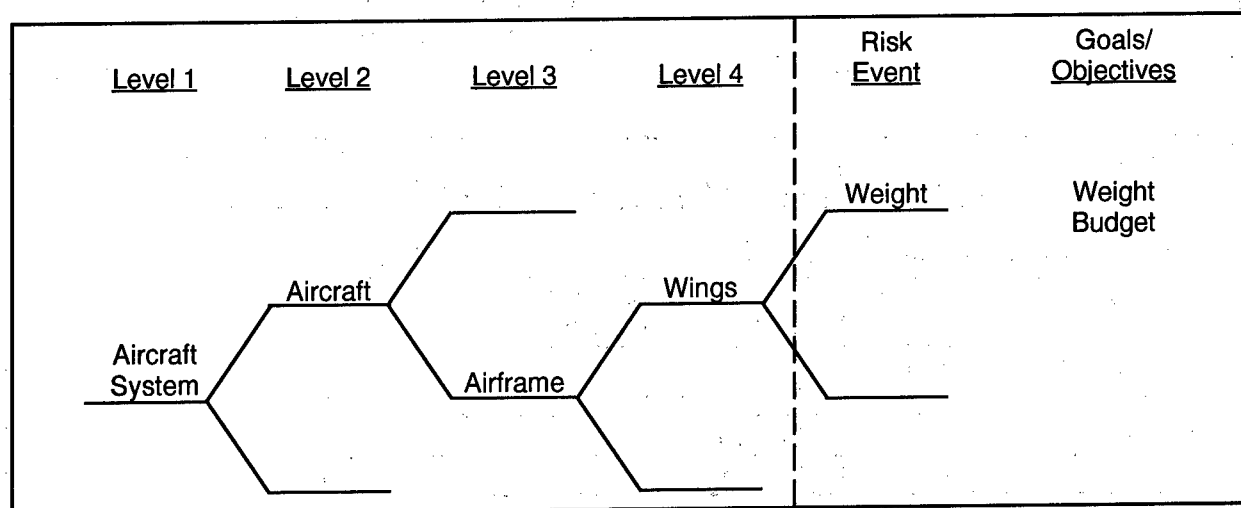 Level 1
Level 2
Level 3
Level 4
Risk
Event
Goals/
Objectives
Aircraft
System
Aircraft
Airframe
Wings
Weight
Weight
Budget